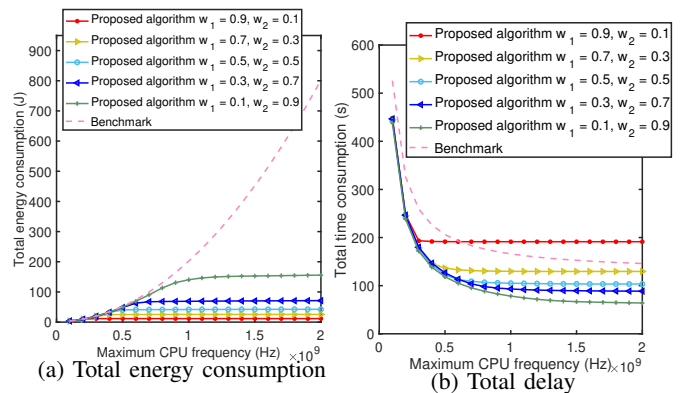 Total energy consumption (J)
900
800
700
600
500
400
300
200
100
0
Proposed algorithm w1 = 0.9, w2 = 0.1
Proposed algorithm w1 = 0.7, w2 = 0.3
Proposed algorithm w1 = 0.5, w2 = 0.5
Proposed algorithm w1 = 0.3, w2 = 0.7
Proposed algorithm w1 = 0.1, w2 = 0.9
Benchmark
0 0.5 1 1.5 2
Maximum CPU frequency (Hz) ×10^9
(a) Total energy consumption
Total time consumption (s)
600
500
400
300
200
100
0
Proposed algorithm w1 = 0.9, w2 = 0.1
Proposed algorithm w1 = 0.7, w2 = 0.3
Proposed algorithm w1 = 0.5, w2 = 0.5
Proposed algorithm w1 = 0.3, w2 = 0.7
Proposed algorithm w1 = 0.1, w2 = 0.9
Benchmark
0 0.5 1 1.5 2
Maximum CPU frequency (Hz) ×10^9
(b) Total delay